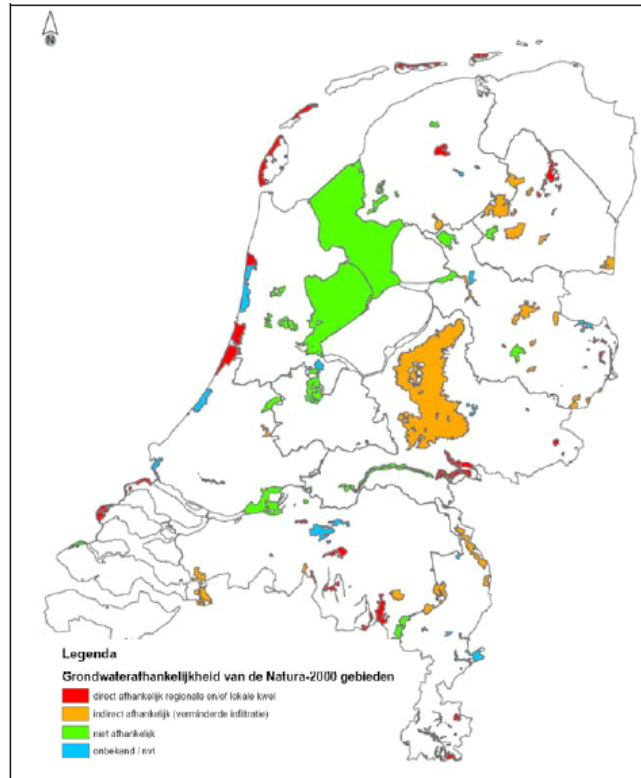 N
Legenda
Grondwaterafhankelijkheid van de Natura-2000 gebieden
direct afhankelijk regionale en/of lokale kwel
indirect afhankelijk (verminderde infiltratie)
niet afhankelijk
onbekend / nvt